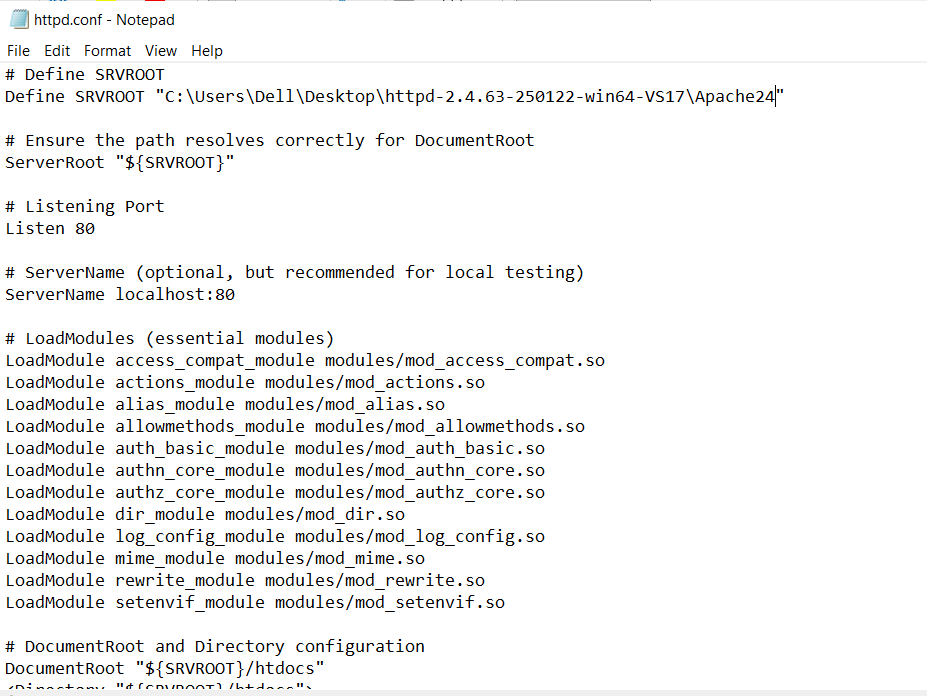 httpd.conf - Notepad
File Edit Format View Help
# Define SRVROOT
Define SRVROOT "C:\Users\Dell\Desktop\httpd-2.4.63-250122-win64-VS17\Apache24"
# Ensure the path resolves correctly for DocumentRoot
ServerRoot "${SRVROOT}"
# Listening Port
Listen 80
# ServerName (optional, but recommended for local testing)
ServerName localhost:80
# LoadModules (essential modules)
LoadModule access_compat_module modules/mod_access_compat.so
LoadModule actions_module modules/mod_actions.so
LoadModule alias_module modules/mod_alias.so
LoadModule allowmethods_module modules/mod_allowmethods.so
LoadModule auth_basic_module modules/mod_auth_basic.so
LoadModule authn_core_module modules/mod_authn_core.so
LoadModule authz_core_module modules/mod_authz_core.so
LoadModule dir_module modules/mod_dir.so
LoadModule log_config_module modules/mod_log_config.so
LoadModule mime_module modules/mod_mime.so
LoadModule rewrite_module modules/mod_rewrite.so
LoadModule setenvif_module modules/mod_setenvif.so
# DocumentRoot and Directory configuration
DocumentRoot "${SRVROOT}/htdocs"
<Directory "${SRVROOT}/htdocs">